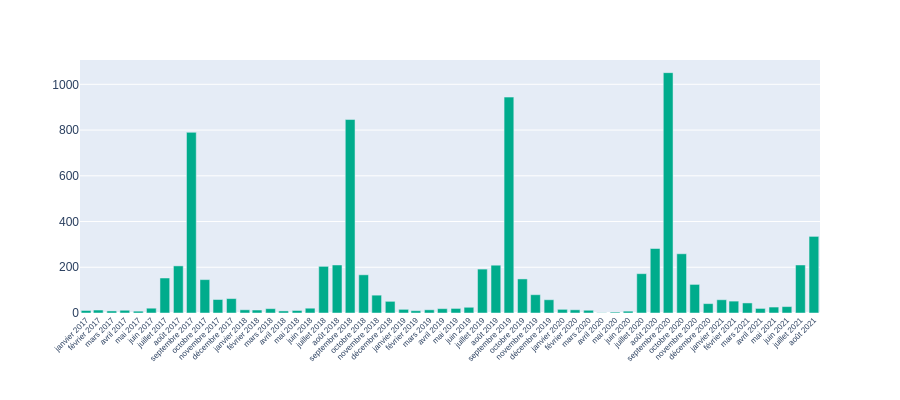 1000
800
600
400
200
0
janvier 2017
février 2017
mars 2017
avril 2017
mai 2017
juin 2017
juillet 2017
août 2017
septembre 2017
octobre 2017
novembre 2017
décembre 2017
janvier 2018
février 2018
mars 2018
avril 2018
mai 2018
juin 2018
juillet 2018
août 2018
septembre 2018
octobre 2018
novembre 2018
décembre 2018
janvier 2019
février 2019
mars 2019
avril 2019
mai 2019
juin 2019
juillet 2019
août 2019
septembre 2019
octobre 2019
novembre 2019
décembre 2019
janvier 2020
février 2020
mars 2020
avril 2020
mai 2020
juin 2020
juillet 2020
août 2020
septembre 2020
octobre 2020
novembre 2020
décembre 2020
janvier 2021
février 2021
mars 2021
avril 2021
mai 2021
juin 2021
juillet 2021
août 2021